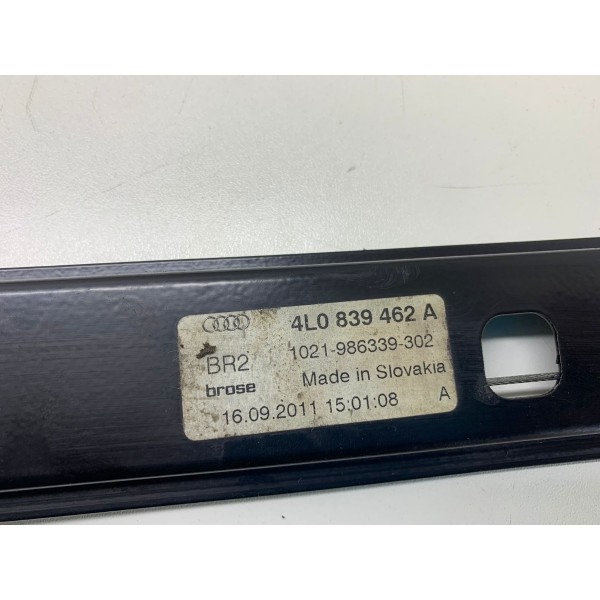 4L0 839 462 A
BR2 1021-986339-302
brose Made in Slovakia
16.09.2011 15:01:08 A